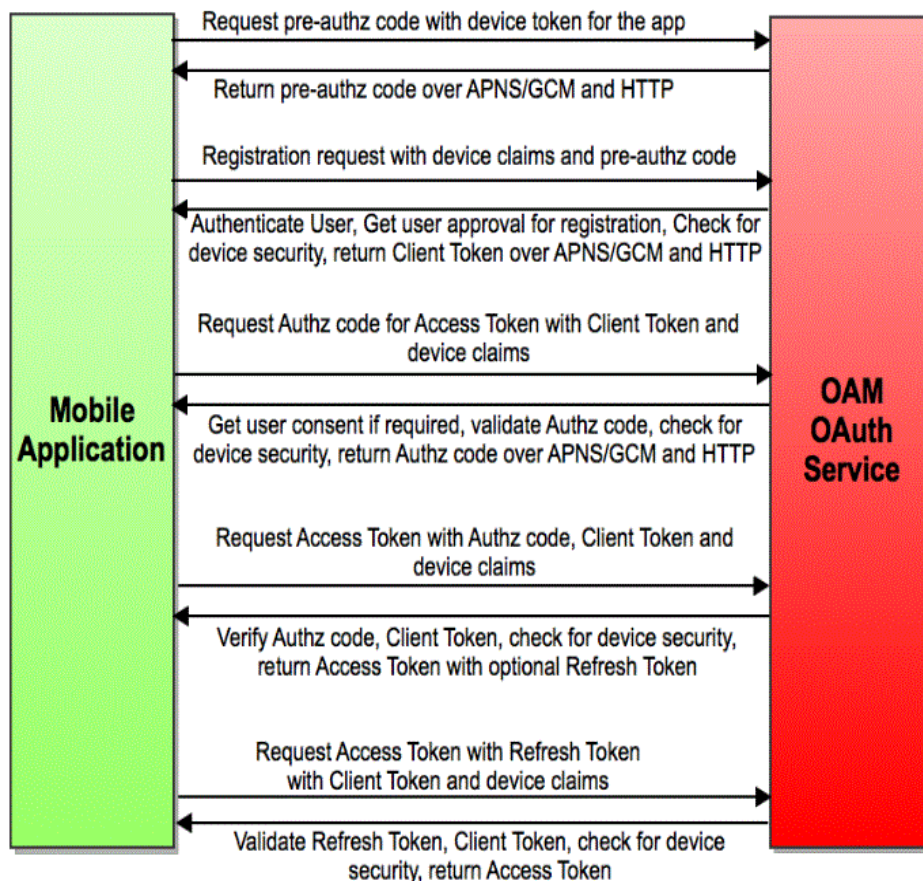 Request pre-authz code with device token for the app
Return pre-authz code over APNS/GCM and HTTP
Registration request with device claims and pre-authz code
Authenticate User, Get user approval for registration, Check for
device security, return Client Token over APNS/GCM and HTTP
Request Authz code for Access Token with Client Token and
device claims
Mobile
Application
OAM
OAuth
Service
Get user consent if required, validate Authz code, check for
device security, return Authz code over APNS/GCM and HTTP
Request Access Token with Authz code, Client Token and
device claims
Verify Authz code, Client Token, check for device security,
return Access Token with optional Refresh Token
Request Access Token with Refresh Token
with Client Token and device claims
Validate Refresh Token, Client Token, check for device
security, return Access Token